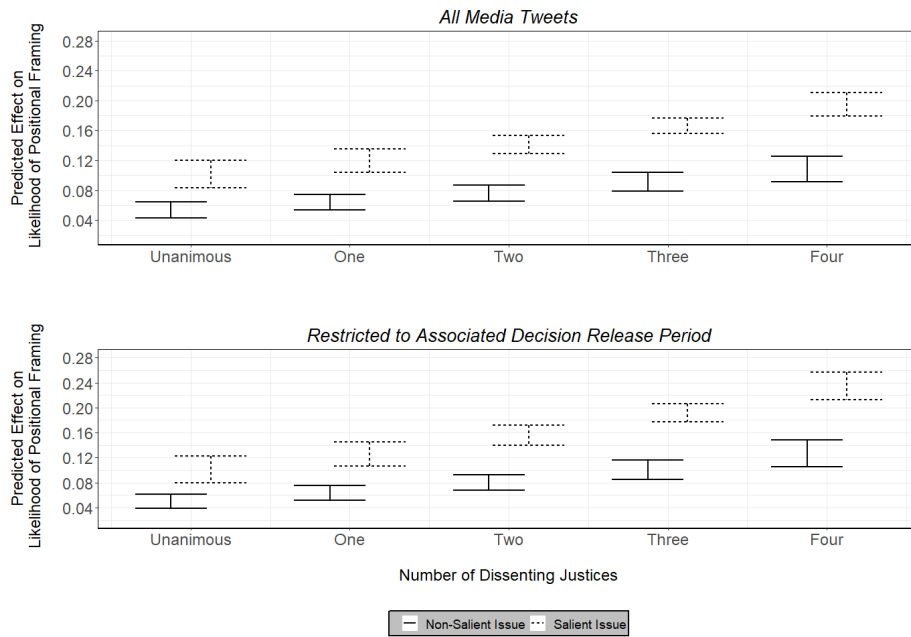 All Media Tweets
Predicted Effect on
Likelihood of Positional Framing
0.28
0.24
0.20
0.16
0.12
0.08
0.04
Unanimous One Two Three Four
Restricted to Associated Decision Release Period
Predicted Effect on
Likelihood of Positional Framing
0.28
0.24
0.20
0.16
0.12
0.08
0.04
Unanimous One Two Three Four
Number of Dissenting Justices
Non-Salient Issue Salient Issue